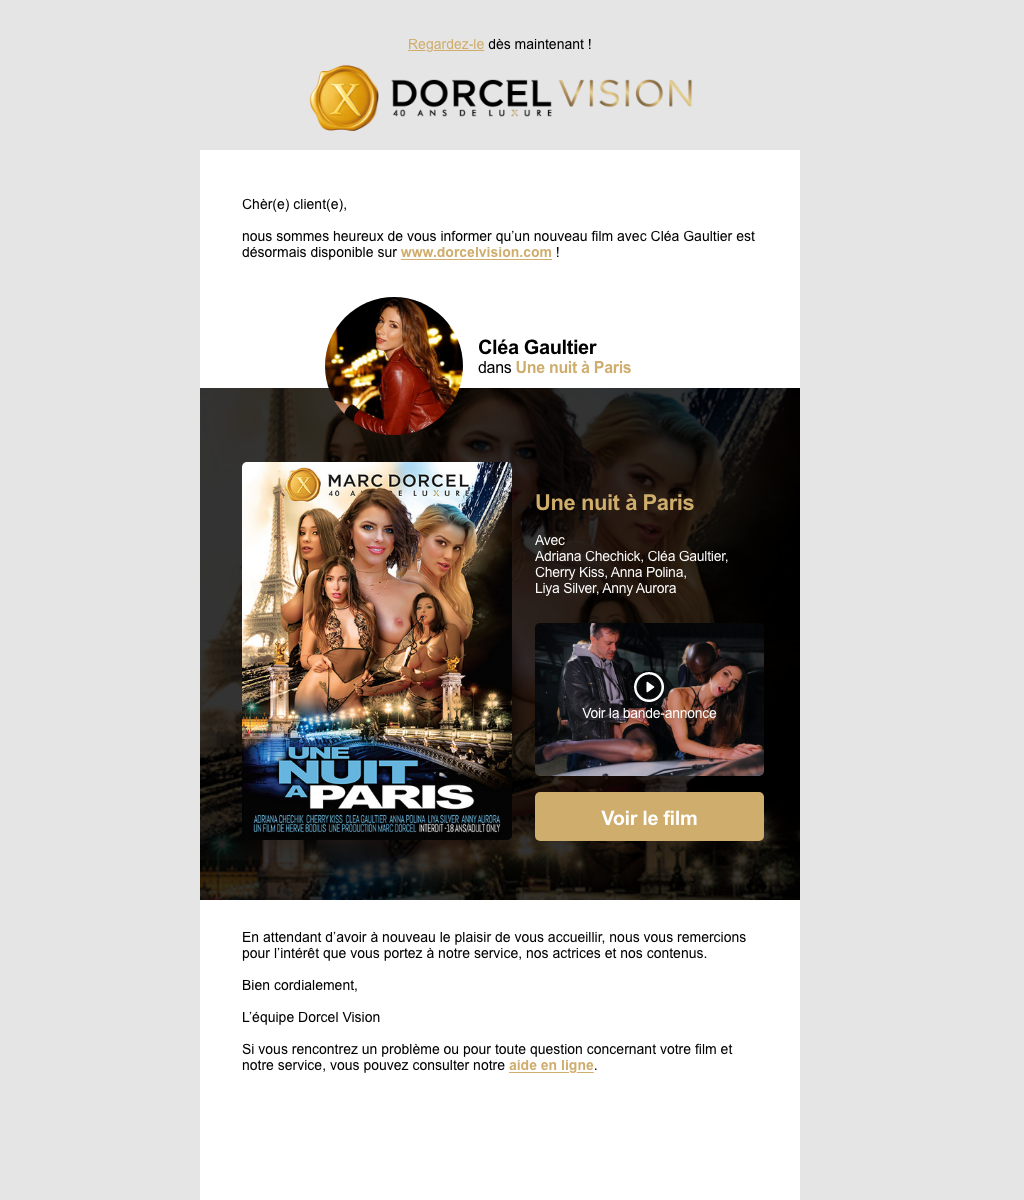 Regardez-le dès maintenant !
X DORCEL VISION
40 ANS DE LUXURE
Chèr(e) client(e),
nous sommes heureux de vous informer qu'un nouveau film avec Cléa Gaultier est
désormais disponible sur www.dorcelvision.com !
Cléa Gaultier
dans Une nuit à Paris
X MARC DORCEL
40 ANS DE LUXURE
UNE
NUIT
À PARIS
ADRIANA CHECHIK CHERRY KISS CLEA GAULTIER ANNA POLINA LIYA SILVER ANNY AURORA
UN FILM DE HERVE BODILIS UNE PRODUCTION MARC DORCEL INTERDIT -18 ANS/ADULT ONLY
Une nuit à Paris
Avec
Adriana Chechick, Cléa Gaultier,
Cherry Kiss, Anna Polina,
Liya Silver, Anny Aurora
Voir la bande-annonce
Voir le film
En attendant d'avoir à nouveau le plaisir de vous accueillir, nous vous remercions
pour l'intérêt que vous portez à notre service, nos actrices et nos contenus.
Bien cordialement,
L'équipe Dorcel Vision
Si vous rencontrez un problème ou pour toute question concernant votre film et
notre service, vous pouvez consulter notre aide en ligne.